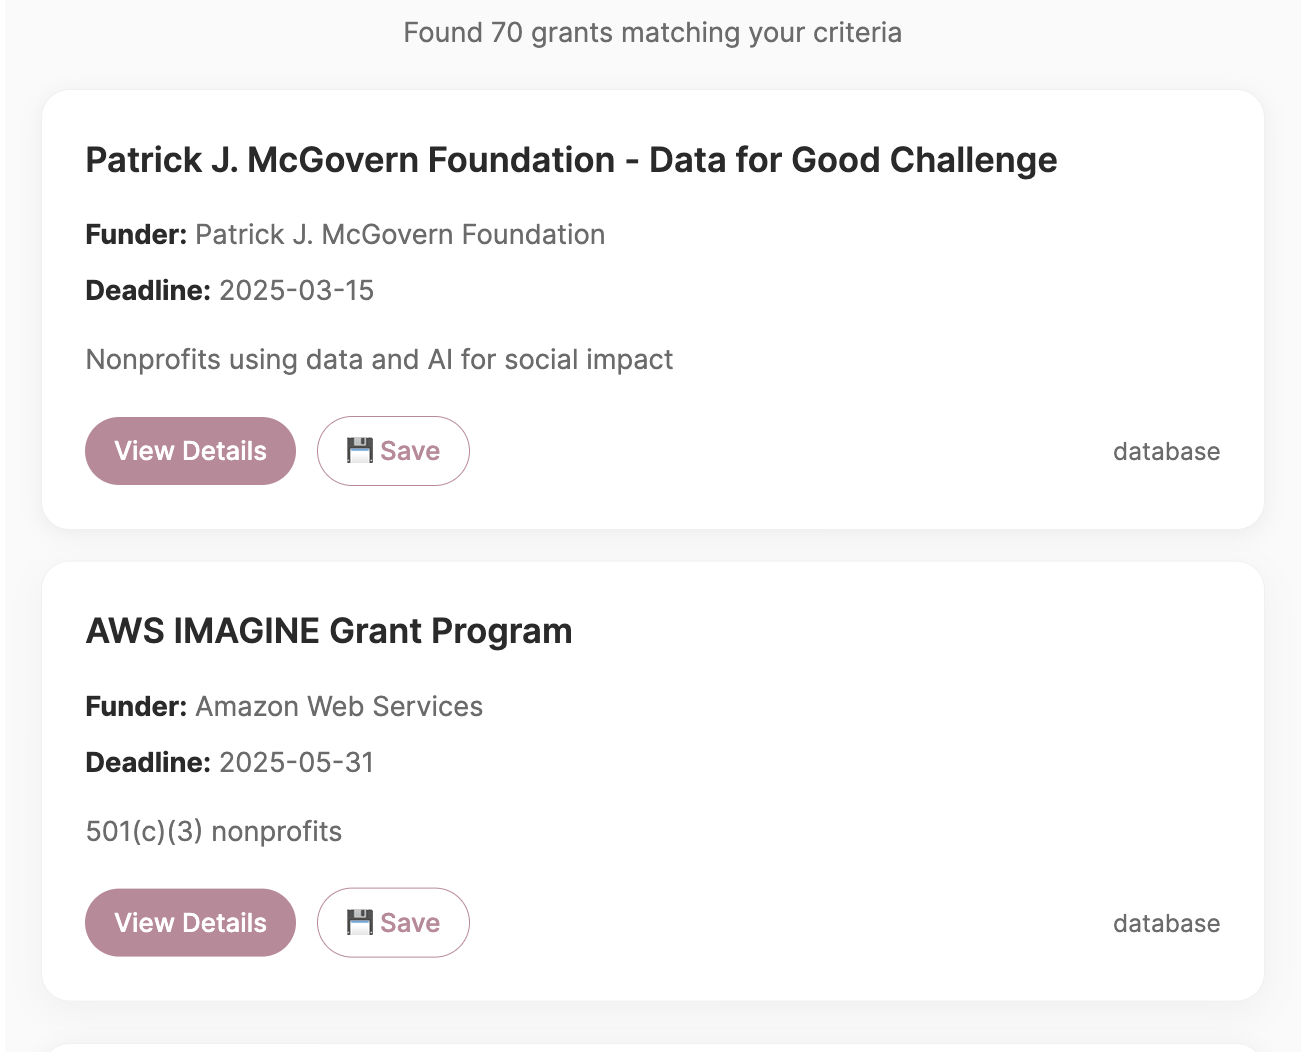 Found 70 grants matching your criteria
Patrick J. McGovern Foundation - Data for Good Challenge
Funder: Patrick J. McGovern Foundation
Deadline: 2025-03-15
Nonprofits using data and AI for social impact
View Details 💾 Save database
AWS IMAGINE Grant Program
Funder: Amazon Web Services
Deadline: 2025-05-31
501(c)(3) nonprofits
View Details 💾 Save database